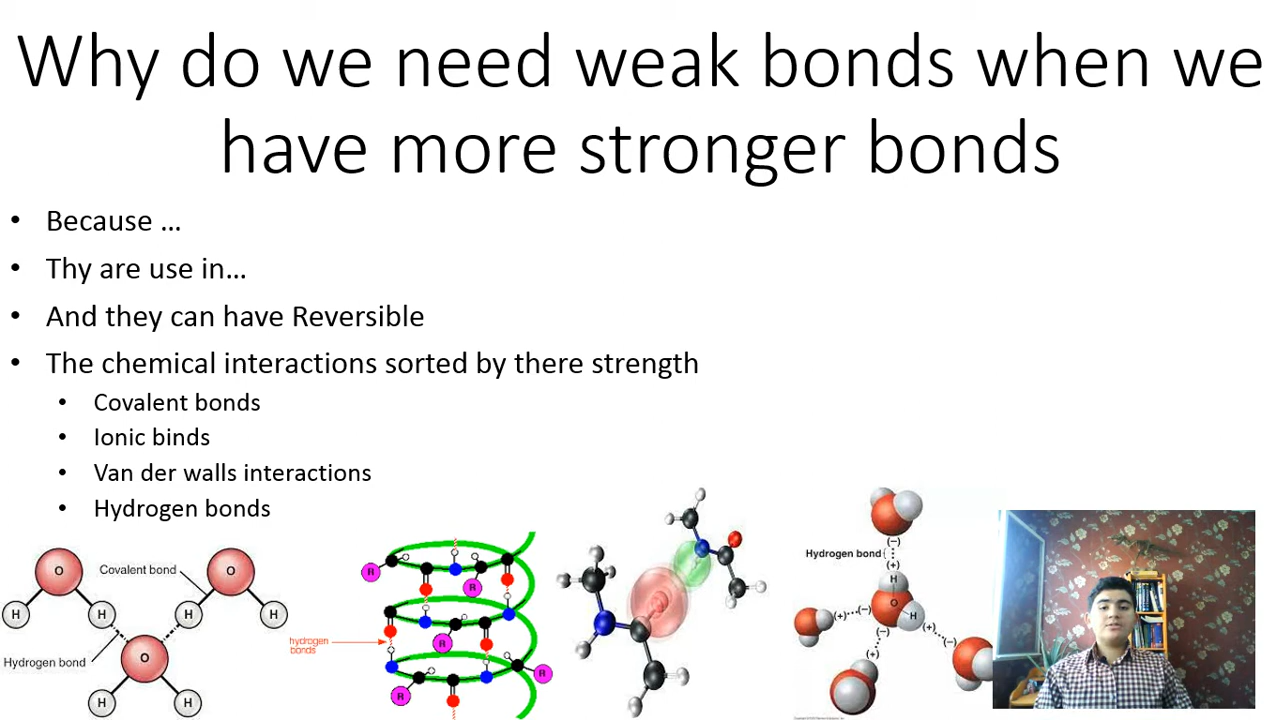 Why do we need weak bonds when we
have more stronger bonds
• Because …
• Thy are use in…
• And they can have Reversible
• The chemical interactions sorted by there strength
• Covalent bonds
• Ionic binds
• Van der walls interactions
• Hydrogen bonds
O
Covalent bond
O
H
H
H
H
Hydrogen bond
O
H
H
R
R
hydrogen
bonds
R
R
R
(−)
Hydrogen bond
(+)
H
O
H
(+)
(−)
(+)
(−)
(−)
(+)